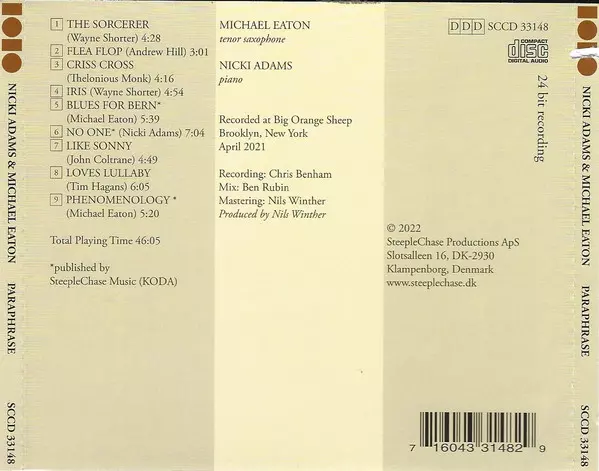 NICKI ADAMS & MICHAEL EATON PARAPHRASE SCCD 33148
1 THE SORCERER
(Wayne Shorter) 4:28
2 FLEA FLOP (Andrew Hill) 3:01
3 CRISS CROSS
(Thelonious Monk) 4:16
4 IRIS (Wayne Shorter) 4:54
5 BLUES FOR BERN*
(Michael Eaton) 5:39
6 NO ONE* (Nicki Adams) 7:04
7 LIKE SONNY
(John Coltrane) 4:49
8 LOVES LULLABY
(Tim Hagans) 6:05
9 PHENOMENOLOGY *
(Michael Eaton) 5:20
Total Playing Time 46:05
*published by
SteepleChase Music (KODA)
MICHAEL EATON
tenor saxophone
NICKI ADAMS
piano
Recorded at Big Orange Sheep
Brooklyn, New York
April 2021
Recording: Chris Benham
Mix: Ben Rubin
Mastering: Nils Winther
Produced by Nils Winther
DDD SCCD 33148
COMPACT
disc
DIGITAL AUDIO
24 bit recording
© 2022
SteepleChase Productions ApS
Slotsalleen 16, DK-2930
Klampenborg, Denmark
www.steeplechase.dk
7 16043 31482 9
NICKI ADAMS & MICHAEL EATON PARAPHRASE SCCD 33148